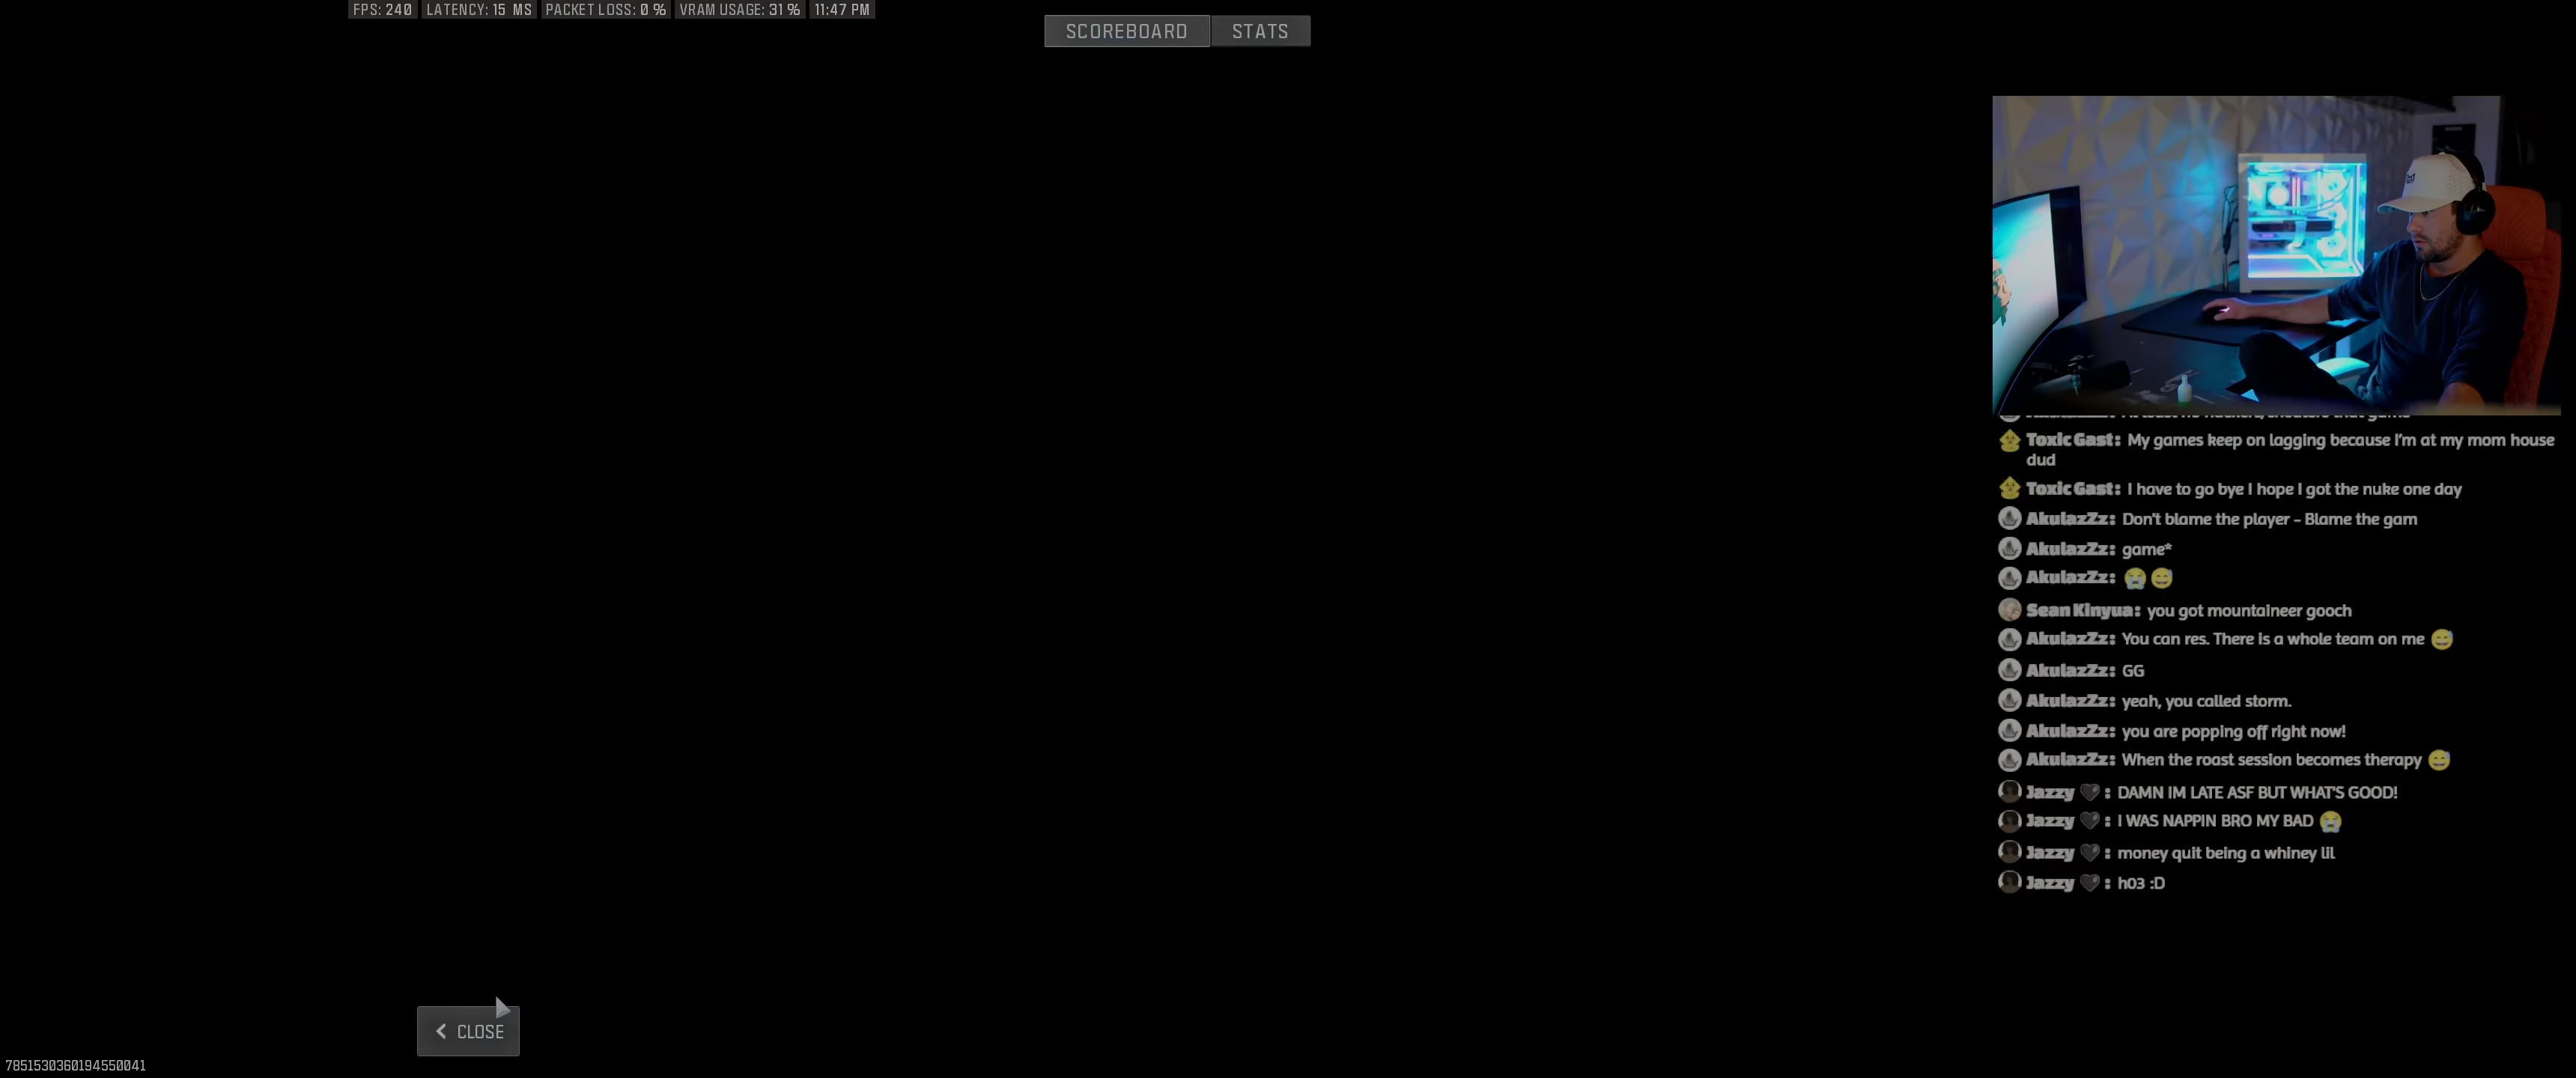 FPS: 240 LATENCY: 15 MS PACKET LOSS: 0 % VRAM USAGE: 31 % 11:47 PM
SCOREBOARD STATS
Toxic Gast: My games keep on lagging because I'm at my mom house
dud
Toxic Gast: I have to go bye I hope I got the nuke one day
AkulazZz: Don't blame the player - Blame the gam
AkulazZz: game*
AkulazZz: 😭😅
Sean Kinyua: you got mountaineer gooch
AkulazZz: You can res. There is a whole team on me 😅
AkulazZz: GG
AkulazZz: yeah, you called storm.
AkulazZz: you are popping off right now!
AkulazZz: When the roast session becomes therapy 😅
Jazzy 🖤: DAMN IM LATE ASF BUT WHAT'S GOOD!
Jazzy 🖤: I WAS NAPPIN BRO MY BAD 😭
Jazzy 🖤: money quit being a whiney lil
Jazzy 🖤: h03 :D
CLOSE
7851530360194550041